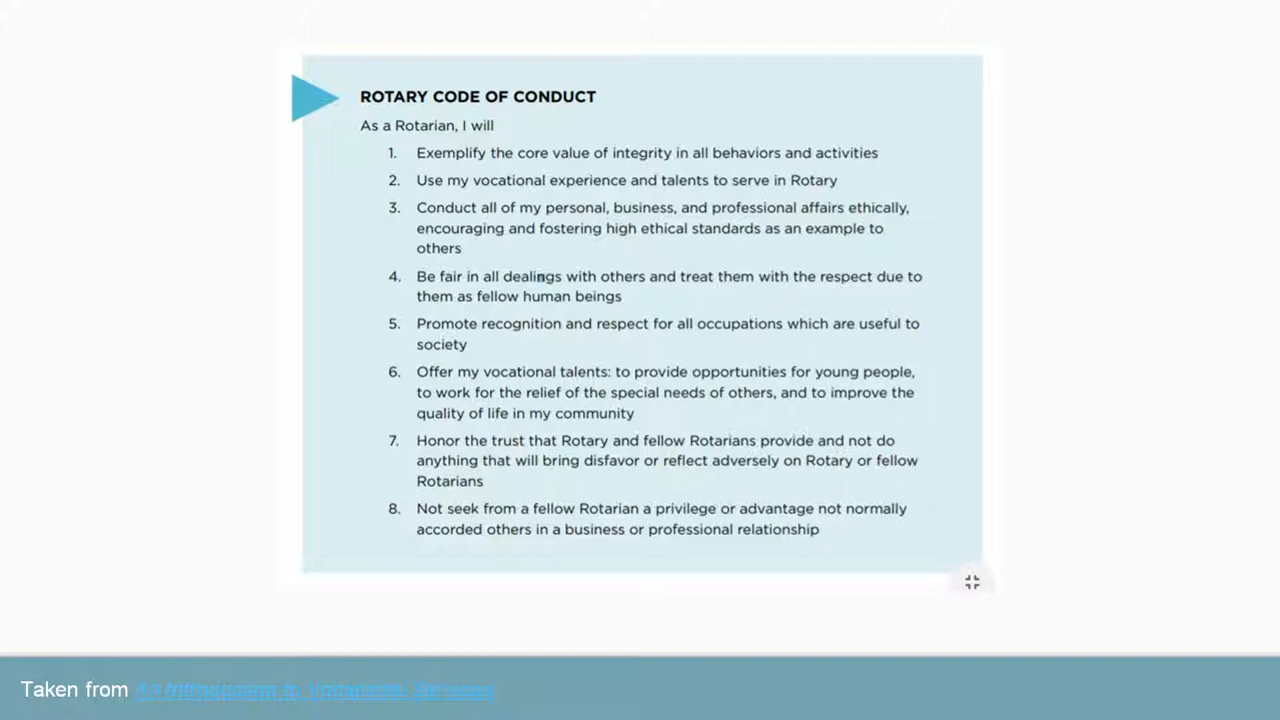 ROTARY CODE OF CONDUCT
As a Rotarian, I will
1. Exemplify the core value of integrity in all behaviors and activities
2. Use my vocational experience and talents to serve in Rotary
3. Conduct all of my personal, business, and professional affairs ethically,
encouraging and fostering high ethical standards as an example to
others
4. Be fair in all dealings with others and treat them with the respect due to
them as fellow human beings
5. Promote recognition and respect for all occupations which are useful to
society
6. Offer my vocational talents: to provide opportunities for young people,
to work for the relief of the special needs of others, and to improve the
quality of life in my community
7. Honor the trust that Rotary and fellow Rotarians provide and not do
anything that will bring disfavor or reflect adversely on Rotary or fellow
Rotarians
8. Not seek from a fellow Rotarian a privilege or advantage not normally
accorded others in a business or professional relationship
Taken from